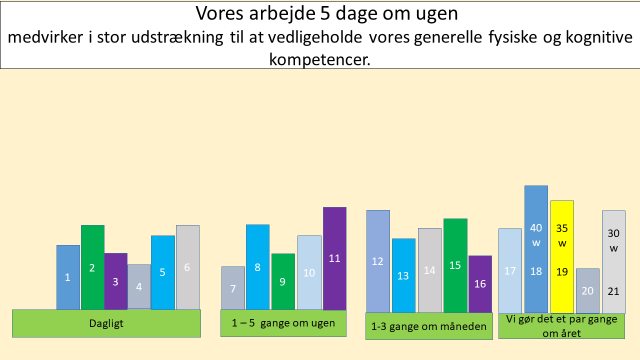 Vores arbejde 5 dage om ugen
medvirker i stor udstrækning til at vedligeholde vores generelle fysiske og kognitive
kompetencer.
1
2
3
4
5
6
7
8
9
10
11
12
13
14
15
16
17
40
w
18
35
w
19
20
30
w
21
Dagligt
1 – 5 gange om ugen
1-3 gange om måneden
Vi gør det et par gange
om året